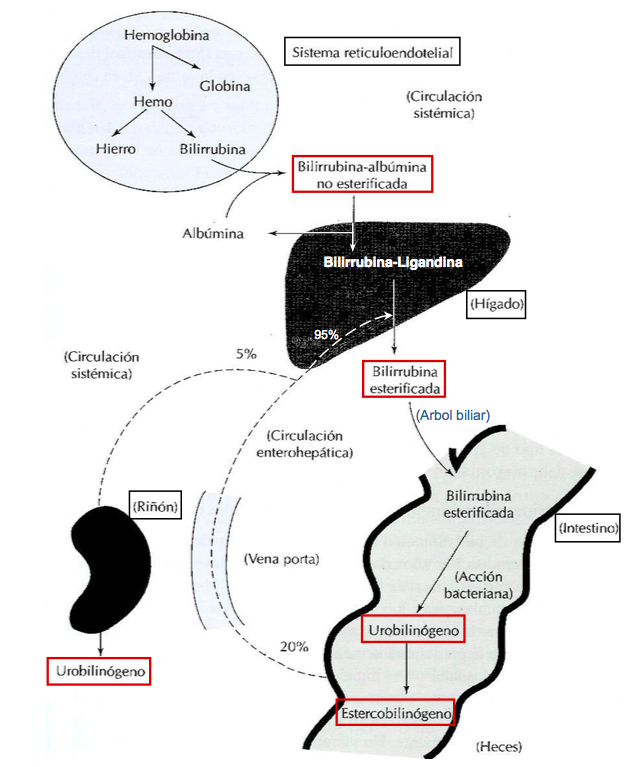 Hemoglobina
Sistema reticuloendotelial
Globina
Hemo
(Circulación
sistémica)
Hierro
Bilirrubina
Bilirrubina-albúmina
no esterificada
Albúmina
Bilirrubina-Ligandina
(Hígado)
95%
5%
(Circulación
sistémica)
Bilirrubina
esterificada
(Arbol biliar)
(Circulación
enterohepática)
Bilirrubina
esterificada
(Riñón)
(Intestino)
(Vena porta)
(Acción
bacteriana)
Urobilinógeno
20%
Urobilinógeno
Estercobilinógeno
(Heces)